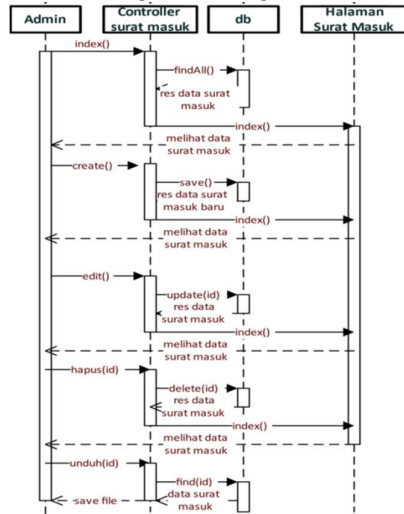 Admin
Controller
surat masuk
db
Halaman
Surat Masuk
index()
findAll()
res data surat
masuk
index()
melihat data
surat masuk
create()
save()
res data surat
masuk baru
index()
melihat data
surat masuk
edit()
update(id)
res data
surat masuk
index()
melihat data
surat masuk
hapus(id)
delete(id)
res data
surat masuk
index()
melihat data
surat masuk
unduh(id)
find(id)
data surat
masuk
save file